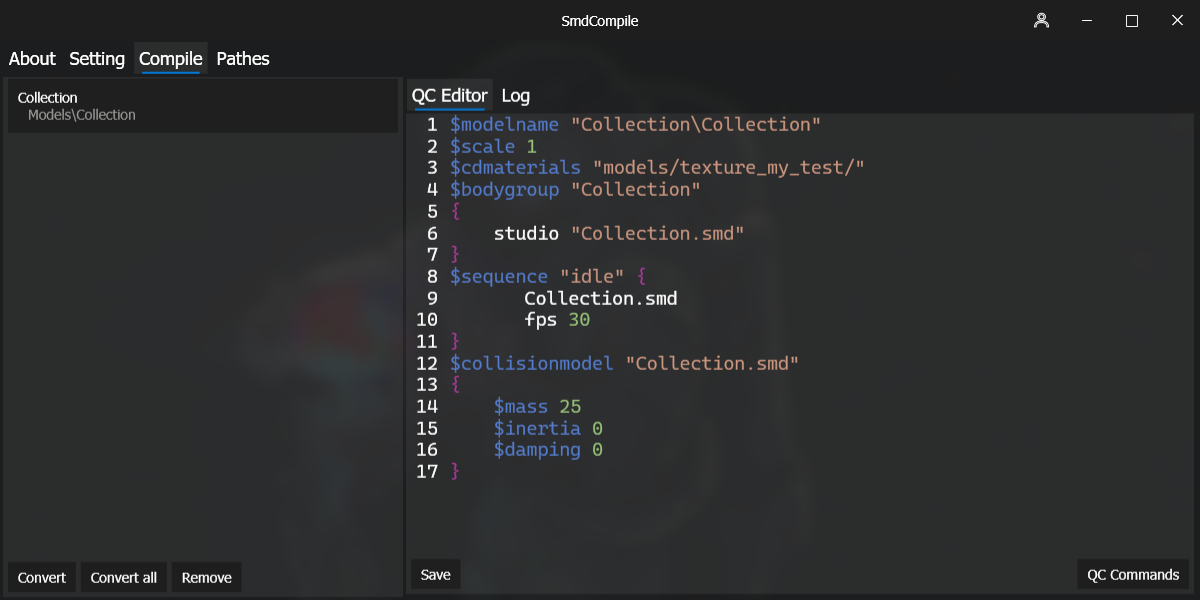 SmdCompile
About Setting Compile Pathes
Collection
Models\Collection
QC Editor Log
1 $modelname "Collection\Collection"
2 $scale 1
3 $cdmaterials "models/texture_my_test/"
4 $bodygroup "Collection"
5 {
6 studio "Collection.smd"
7 }
8 $sequence "idle" {
9 Collection.smd
10 fps 30
11 }
12 $collisionmodel "Collection.smd"
13 {
14 $mass 25
15 $inertia 0
16 $damping 0
17 }
Convert Convert all Remove
Save QC Commands